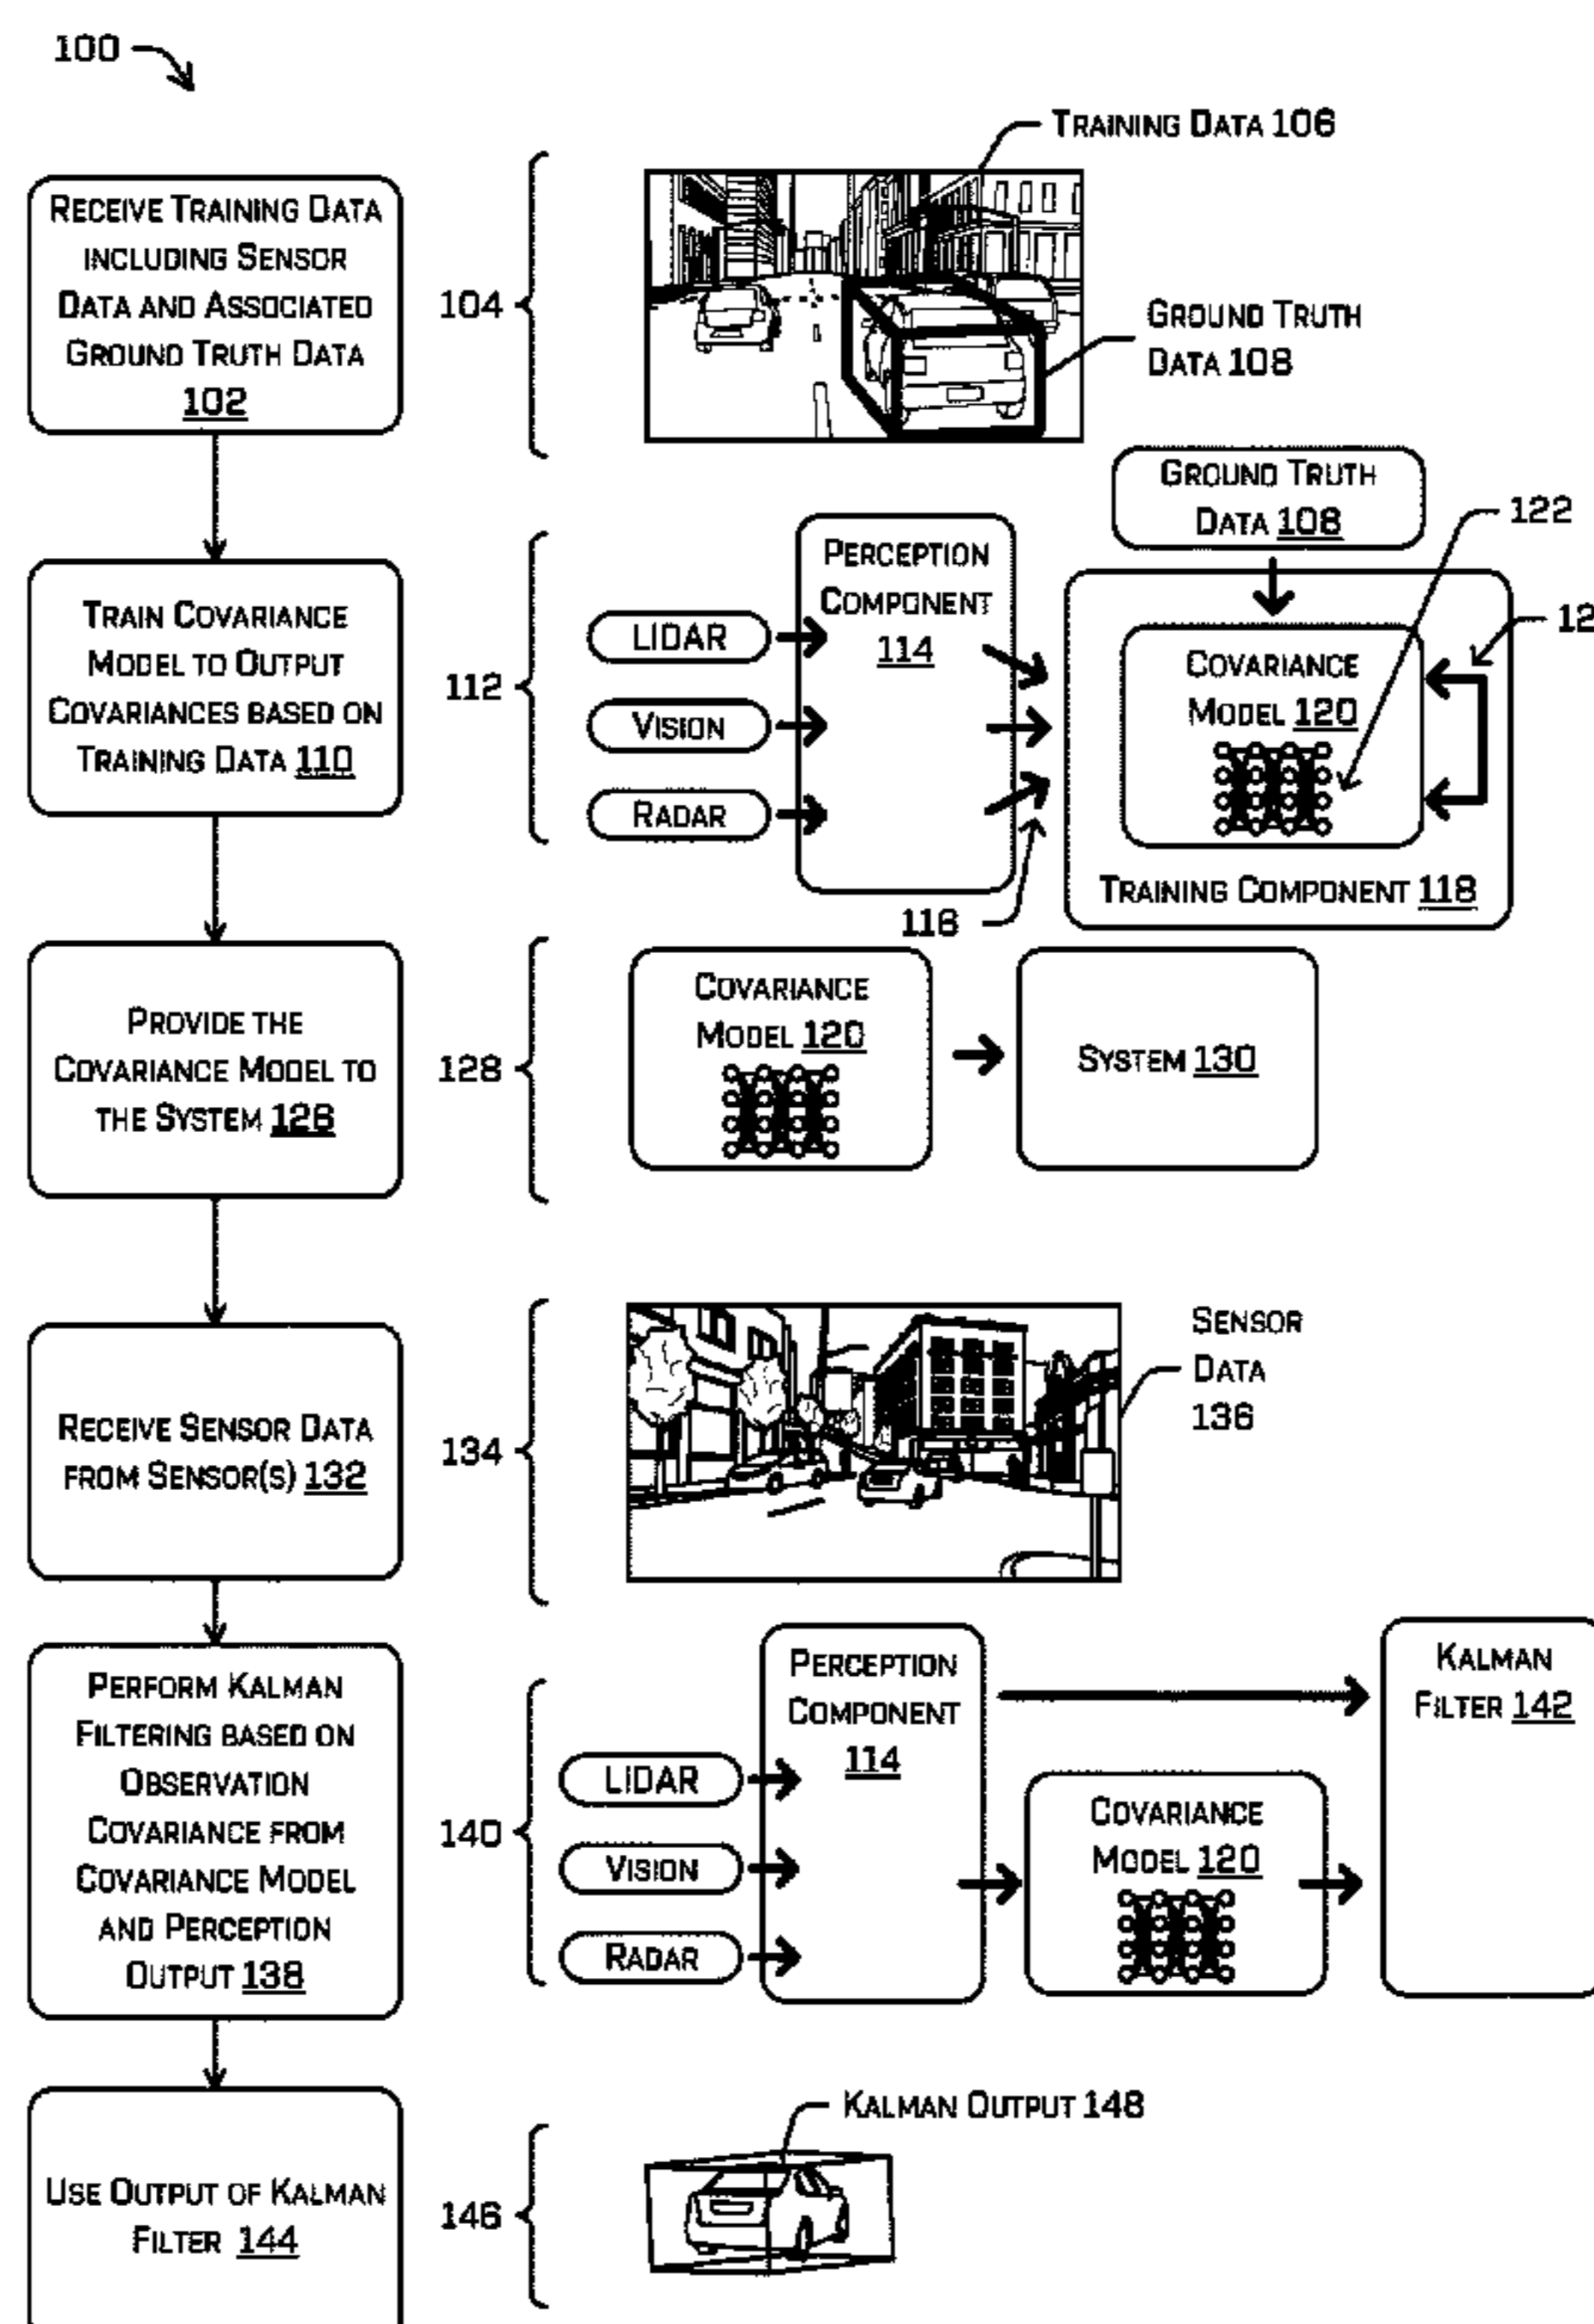 100
TRAINING DATA 106
RECEIVE TRAINING DATA
INCLUDING SENSOR
DATA AND ASSOCIATED
GROUND TRUTH DATA
102
104
GROUND TRUTH
DATA 108
GROUND TRUTH
DATA 108
122
TRAIN COVARIANCE
MODEL TO OUTPUT
COVARIANCES BASED ON
TRAINING DATA 110
112
LIDAR
VISION
RADAR
PERCEPTION
COMPONENT
114
116
COVARIANCE
MODEL 120
TRAINING COMPONENT 118
PROVIDE THE
COVARIANCE MODEL TO
THE SYSTEM 126
128
COVARIANCE
MODEL 120
SYSTEM 130
RECEIVE SENSOR DATA
FROM SENSOR(S) 132
134
SENSOR
DATA
136
PERFORM KALMAN
FILTERING BASED ON
OBSERVATION
COVARIANCE FROM
COVARIANCE MODEL
AND PERCEPTION
OUTPUT 138
140
LIDAR
VISION
RADAR
PERCEPTION
COMPONENT
114
COVARIANCE
MODEL 120
KALMAN
FILTER 142
USE OUTPUT OF KALMAN
FILTER 144
146
KALMAN OUTPUT 148